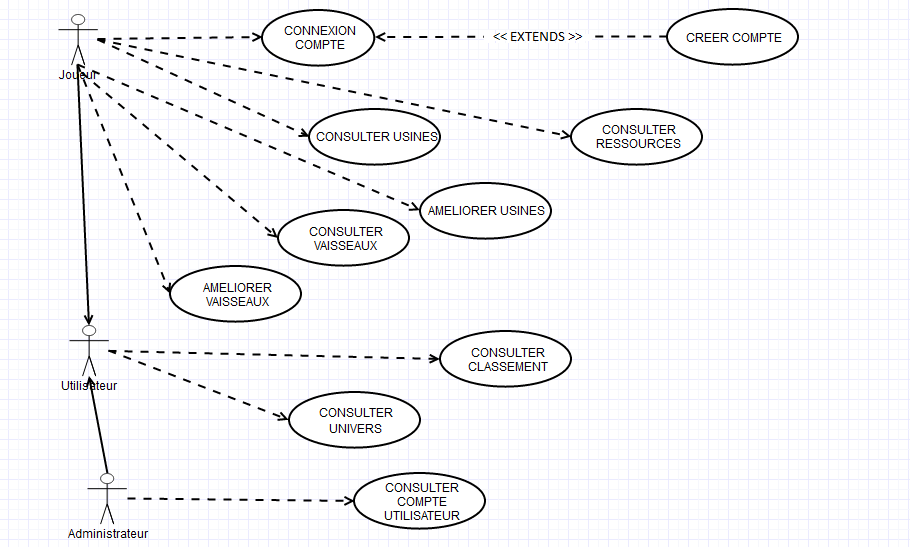 CONNEXION
COMPTE
<< EXTENDS >>
CREER COMPTE
Joueur
CONSULTER USINES
CONSULTER
RESSOURCES
AMELIORER USINES
CONSULTER
VAISSEAUX
AMELIORER
VAISSEAUX
Utilisateur
CONSULTER
CLASSEMENT
CONSULTER
UNIVERS
Administrateur
CONSULTER
COMPTE
UTILISATEUR